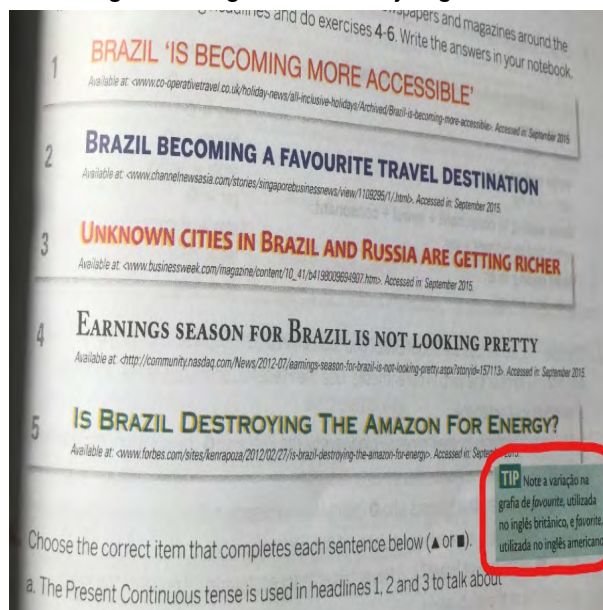 newspapers and magazines around the
headlines and do exercises 4-6. Write the answers in your notebook.
1
BRAZIL 'IS BECOMING MORE ACCESSIBLE'
Available at: <www.co-operativetravel.co.uk/holiday-news/all-inclusive-holidays/Archived/Brazil-is-becoming-more-accessible>. Accessed in: September 2015.
2
BRAZIL BECOMING A FAVOURITE TRAVEL DESTINATION
Available at: <www.channelnewsasia.com/stories/singaporebusinessnews/view/1109295/1/.html>. Accessed in: September 2015.
3
UNKNOWN CITIES IN BRAZIL AND RUSSIA ARE GETTING RICHER
Available at: <www.businessweek.com/magazine/content/10_41/b4198009694907.htm>. Accessed in: September 2015.
4
EARNINGS SEASON FOR BRAZIL IS NOT LOOKING PRETTY
Available at: <http://community.nasdaq.com/News/2012-07/earnings-season-for-brazil-is-not-looking-pretty.aspx?storyid=157113>. Accessed in: September 2015.
5
IS BRAZIL DESTROYING THE AMAZON FOR ENERGY?
Available at: <www.forbes.com/sites/kenrapoza/2012/02/27/is-brazil-destroying-the-amazon-for-energy>. Accessed in: September 2015.
TIP Note a variação na
grafia de favourite, utilizada
no inglês britânico, e favorite,
utilizada no inglês americano
Choose the correct item that completes each sentence below (▲ or ■).
a. The Present Continuous tense is used in headlines 1, 2 and 3 to talk about